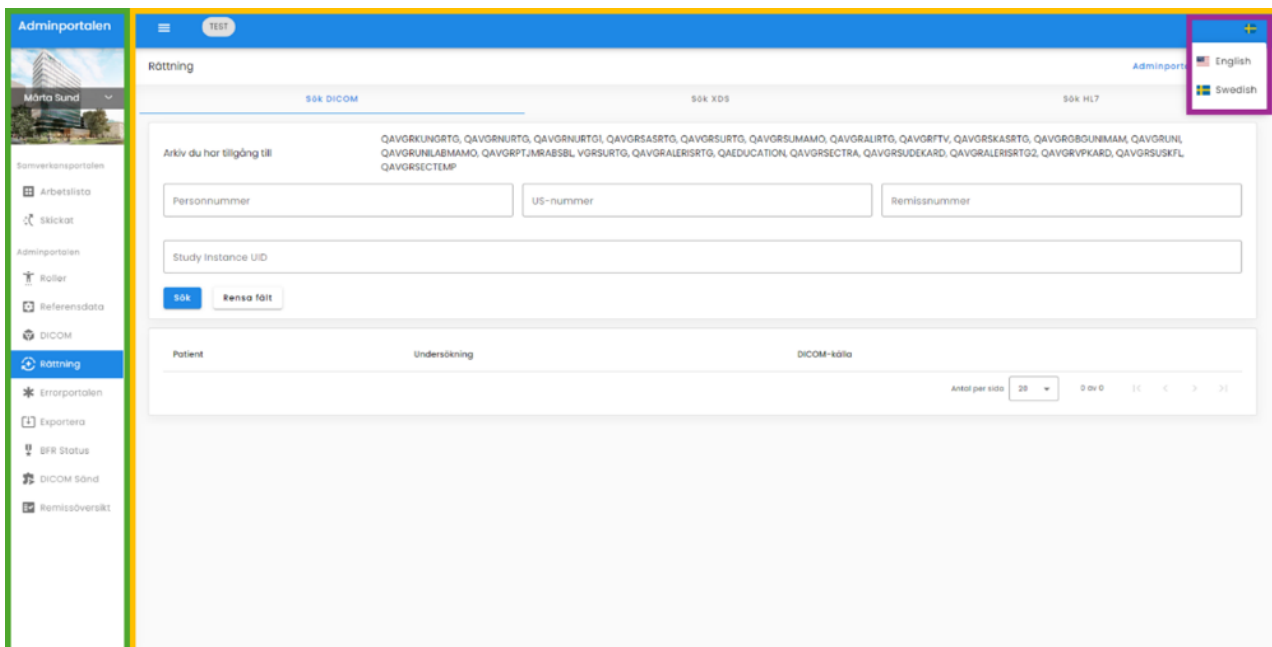 Adminportalen
TEST
English
Swedish
Rättning
Adminporta
Märta Sund
Sök DICOM
Sök XDS
Sök HL7
Arkiv du har tillgång till
QAVGRKUNGRTG, QAVGRNURTG, QAVGRNURTG1, QAVGRSASRTG, QAVGRSURTG, QAVGRSUMAMO, QAVGRALIRTG, QAVGRFTV, QAVGRSKASRTG, QAVGRGBGUNIMAM, QAVGRUNI,
QAVGRUNILABMAMO, QAVGRPTJMRABSBL, VGRSURTG, QAVGRALERISRTG, QAEDUCATION, QAVGRSECTRA, QAVGRSUDEKARD, QAVGRALERISRTG2, QAVGRVPKARD, QAVGRSUSKFL,
QAVGRSECTEMP
Personnummer
US-nummer
Remissnummer
Study Instance UID
Sök
Rensa fält
Patient
Undersökning
DICOM-källa
Antal per sida
20
0 av 0
Samverkansportalen
Arbetslista
Skickat
Adminportalen
Roller
Referensdata
DICOM
Rättning
Errorportalen
Exportera
BFR Status
DICOM Sänd
Remissöversikt